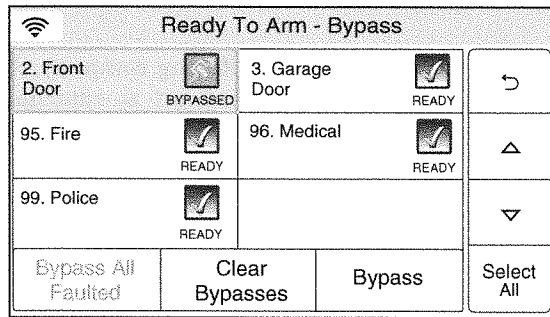 Ready To Arm - Bypass
2. Front
Door
BYPASSED
3. Garage
Door
READY
95. Fire
READY
96. Medical
READY
99. Police
READY
Bypass All
Faulted
Clear
Bypasses
Bypass
Select
All